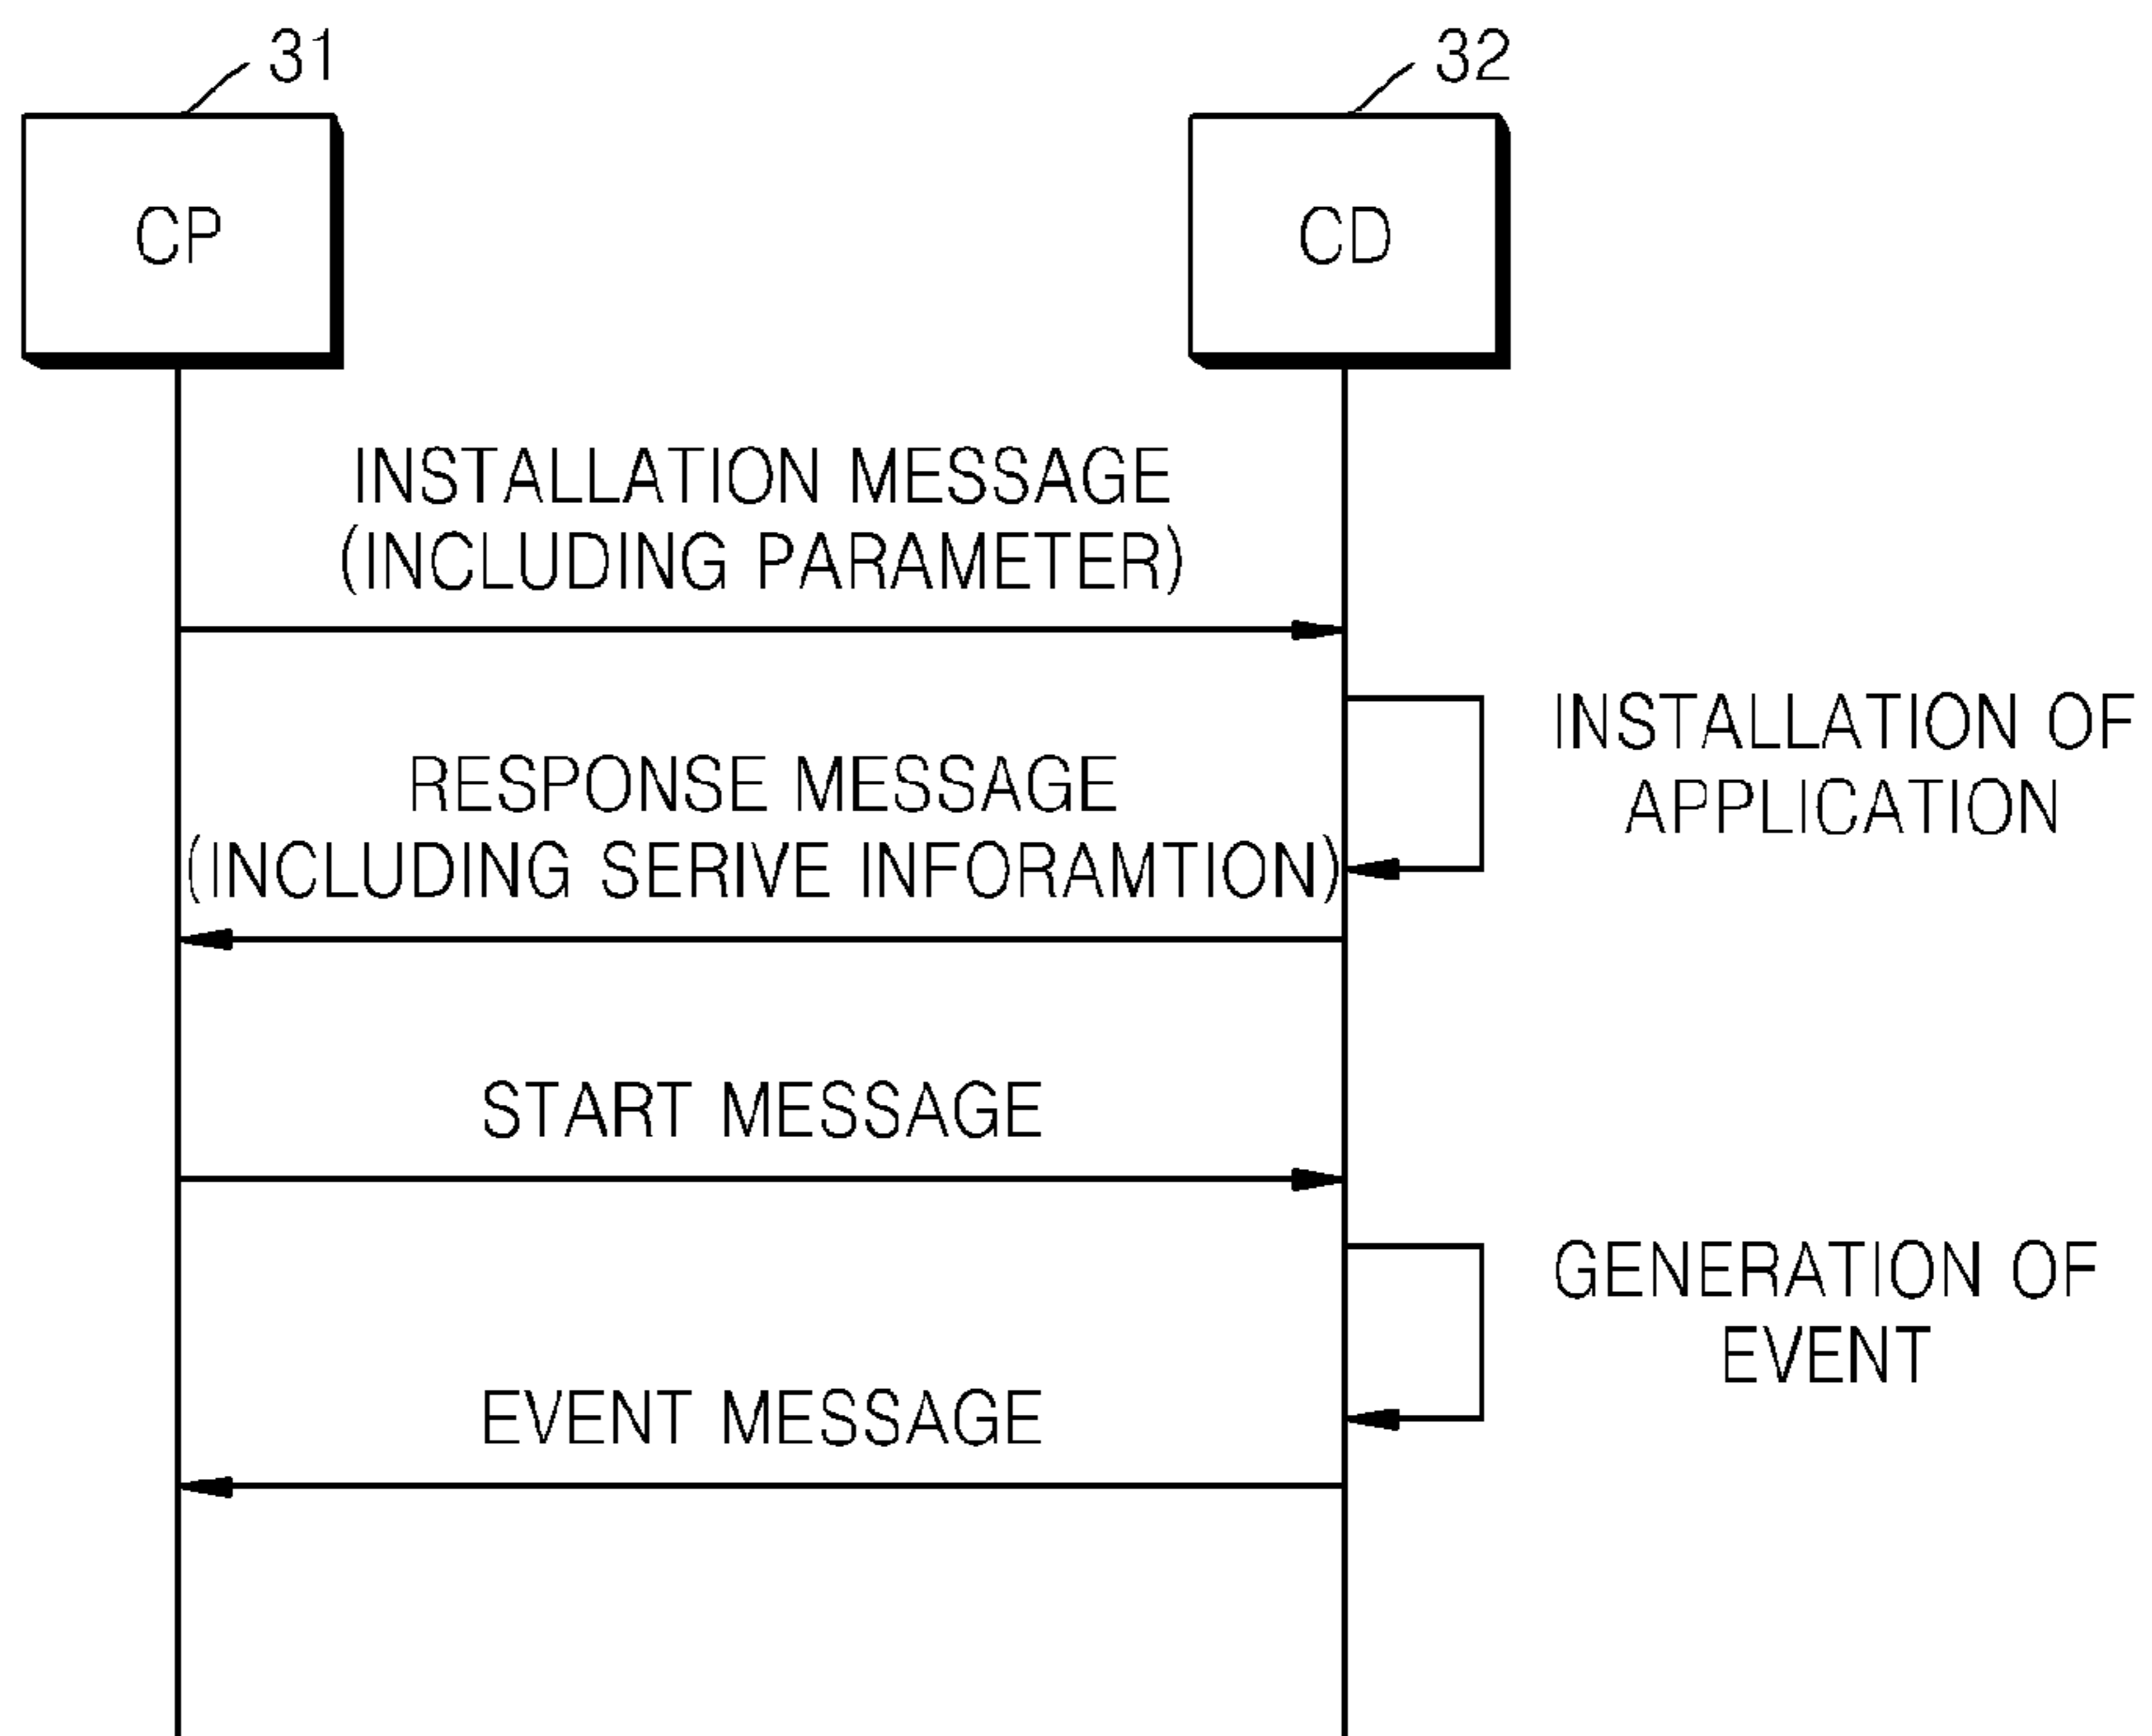 31
32
CP
CD
INSTALLATION MESSAGE
(INCLUDING PARAMETER)
INSTALLATION OF
APPLICATION
RESPONSE MESSAGE
(INCLUDING SERIVE INFORAMTION)
START MESSAGE
GENERATION OF
EVENT
EVENT MESSAGE